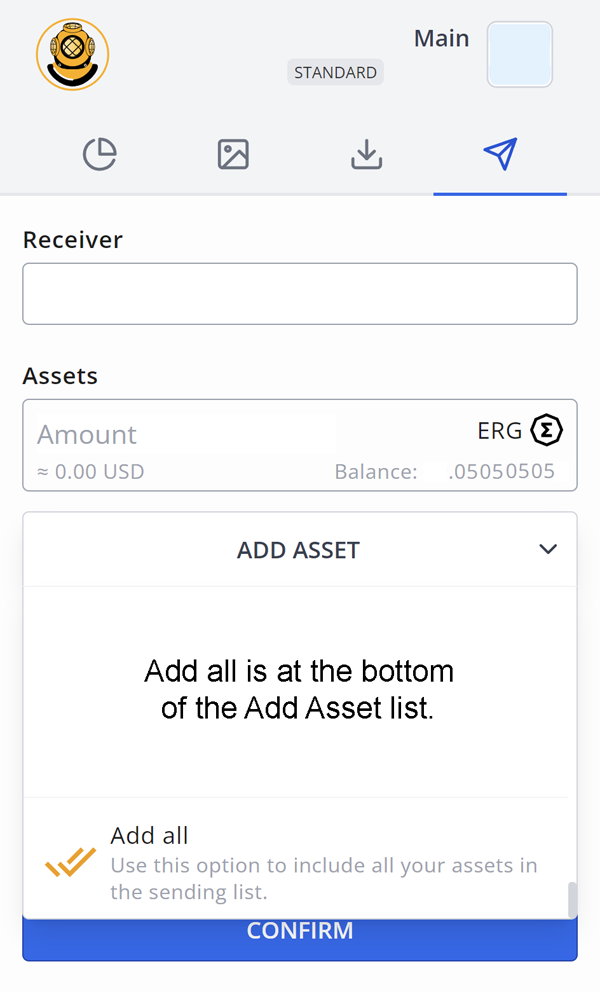 Main
STANDARD
Receiver
Assets
Amount
ERG
≈ 0.00 USD
Balance: .05050505
ADD ASSET
Add all is at the bottom
of the Add Asset list.
Add all
Use this option to include all your assets in
the sending list.
CONFIRM